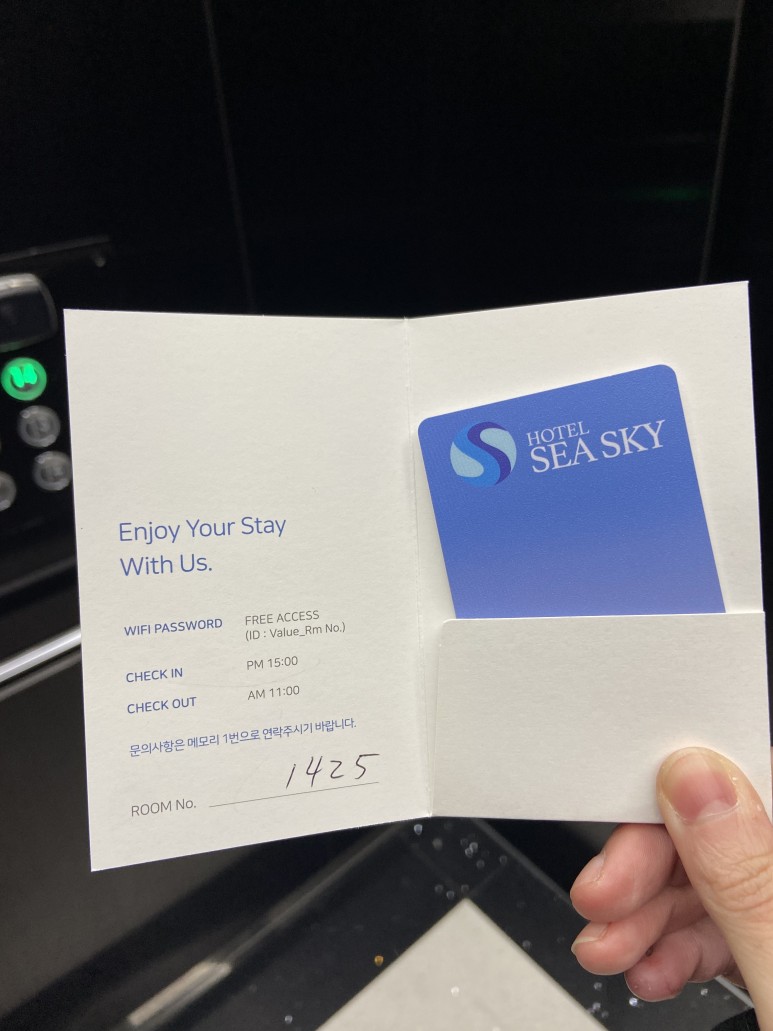 Enjoy Your Stay
With Us.
WIFI PASSWORD FREE ACCESS
(ID : Value_Rm No.)
CHECK IN PM 15:00
CHECK OUT AM 11:00
문의사항은 메모리 1번으로 연락주시기 바랍니다.
ROOM No. 1425
HOTEL
SEA SKY